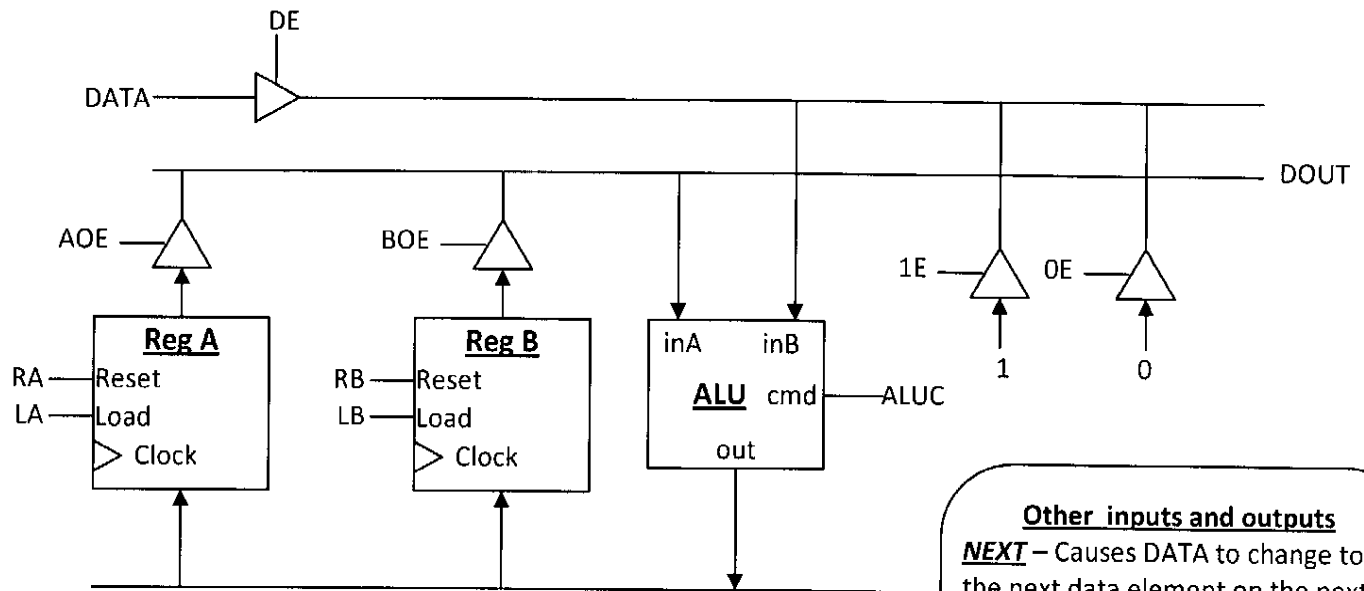 DE
DATA
DOUT
AOE
BOE
1E
0E
Reg A
Reg B
inA inB
1
0
RA Reset
RB Reset
ALU cmd ALUC
LA Load
LB Load
Clock
Clock
out
Other inputs and outputs
NEXT – Causes DATA to change to
the next data element on the next